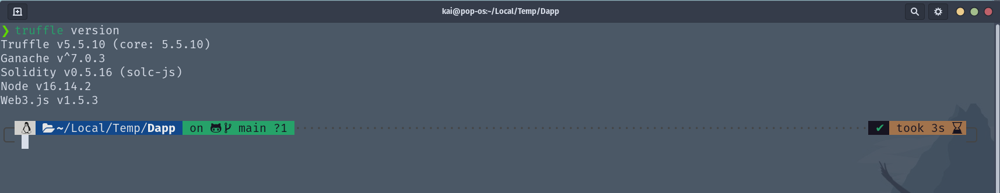 kai@pop-os:~/Local/Temp/Dapp
❯ truffle version
Truffle v5.5.10 (core: 5.5.10)
Ganache v^7.0.3
Solidity v0.5.16 (solc-js)
Node v16.14.2
Web3.js v1.5.3
~/Local/Temp/Dapp on main ?1 ✔ took 3s